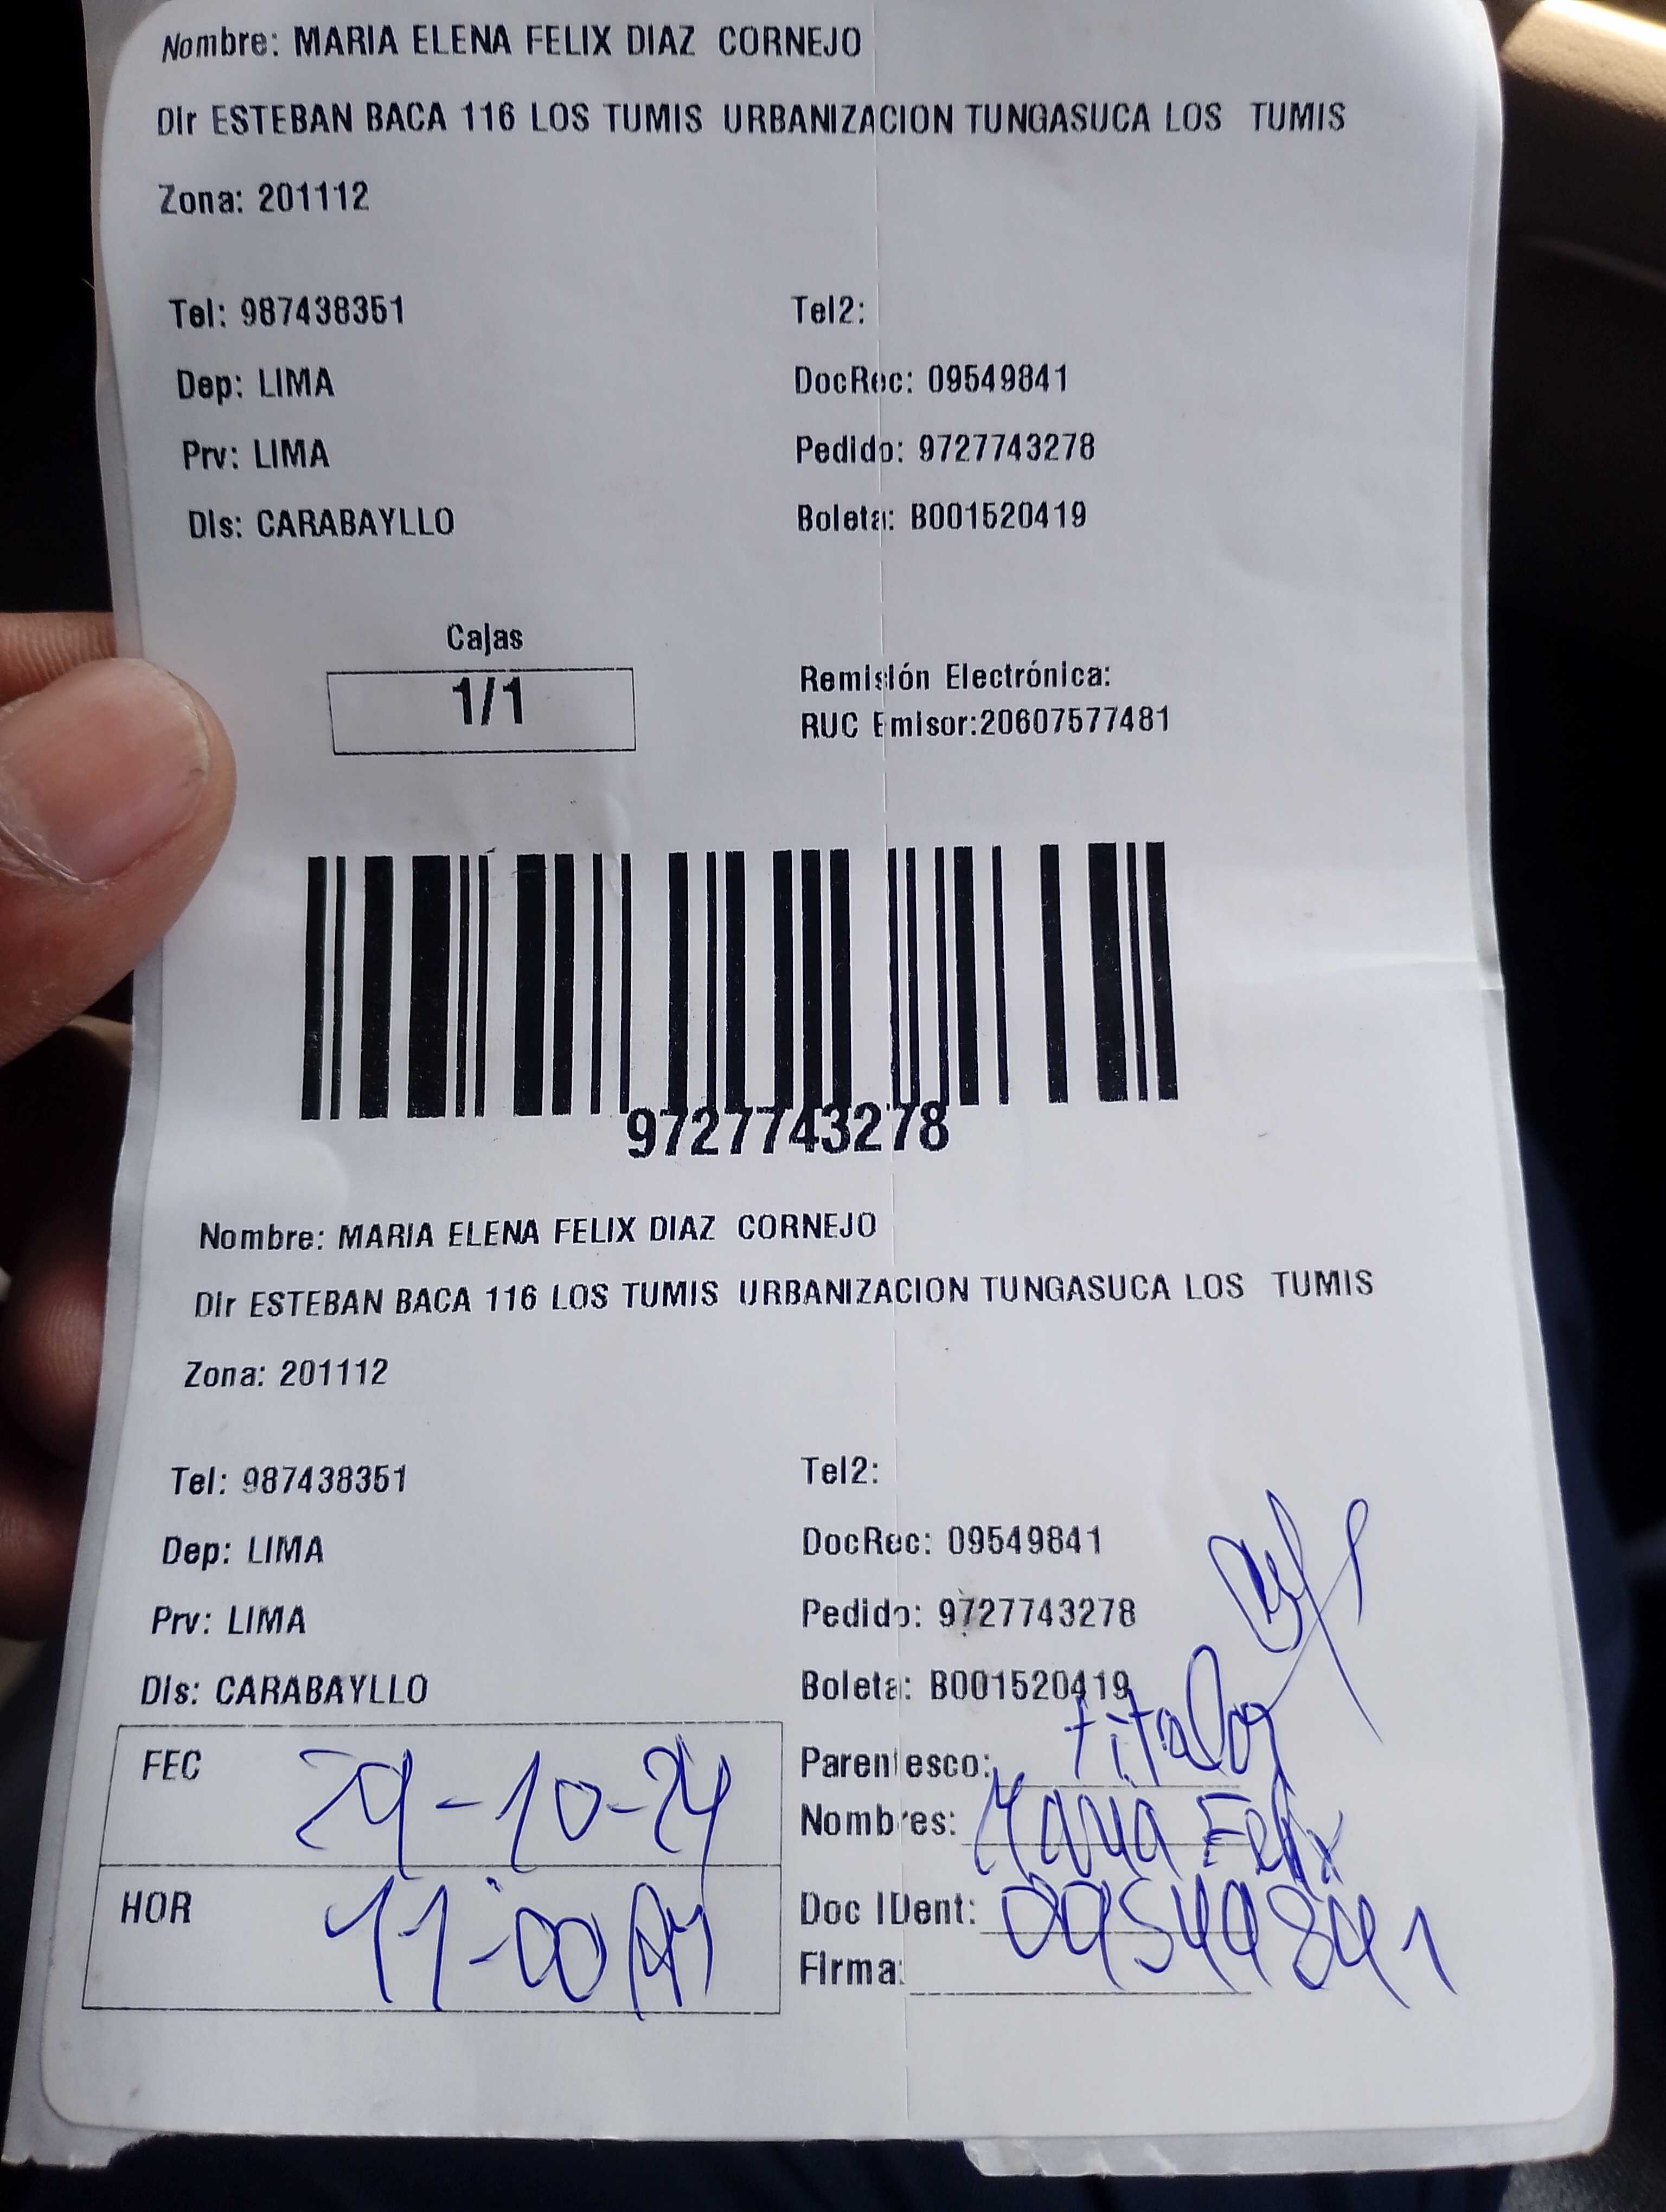 Nombre: MARIA ELENA FELIX DIAZ CORNEJO
Dir ESTEBAN BACA 116 LOS TUMIS URBANIZACION TUNGASUCA LOS TUMIS
Zona: 201112
Tel: 987438351 Tel2:
Dep: LIMA DocRec: 09549841
Prv: LIMA Pedido: 9727743278
Dis: CARABAYLLO Boleta: B001520419
Cajas
1/1
Remisión Electrónica:
RUC Emisor:20607577481
9727743278
Nombre: MARIA ELENA FELIX DIAZ CORNEJO
Dir ESTEBAN BACA 116 LOS TUMIS URBANIZACION TUNGASUCA LOS TUMIS
Zona: 201112
Tel: 987438351 Tel2:
Dep: LIMA DocRec: 09549841
Prv: LIMA Pedido: 9727743278
Dis: CARABAYLLO Boleta: B001520419
FEC 29-10-24 Parentesco: titular
Nombres: Maria Felix
HOR 11-00 AM Doc IDent: 09549841
Firma: